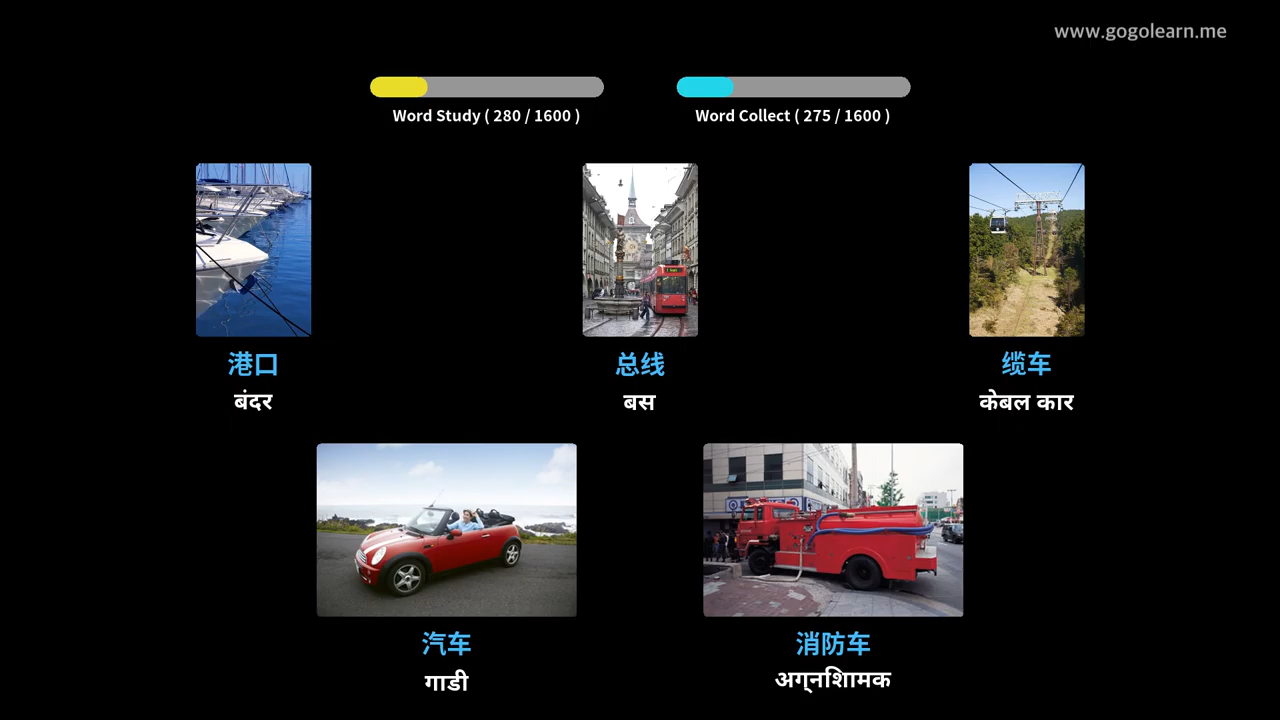 www.gogolearn.me
Word Study ( 280 / 1600 )
Word Collect ( 275 / 1600 )
港口
总线
缆车
बंदर
बस
केबल कार
汽车
消防车
गाडी
अग्नशिामक